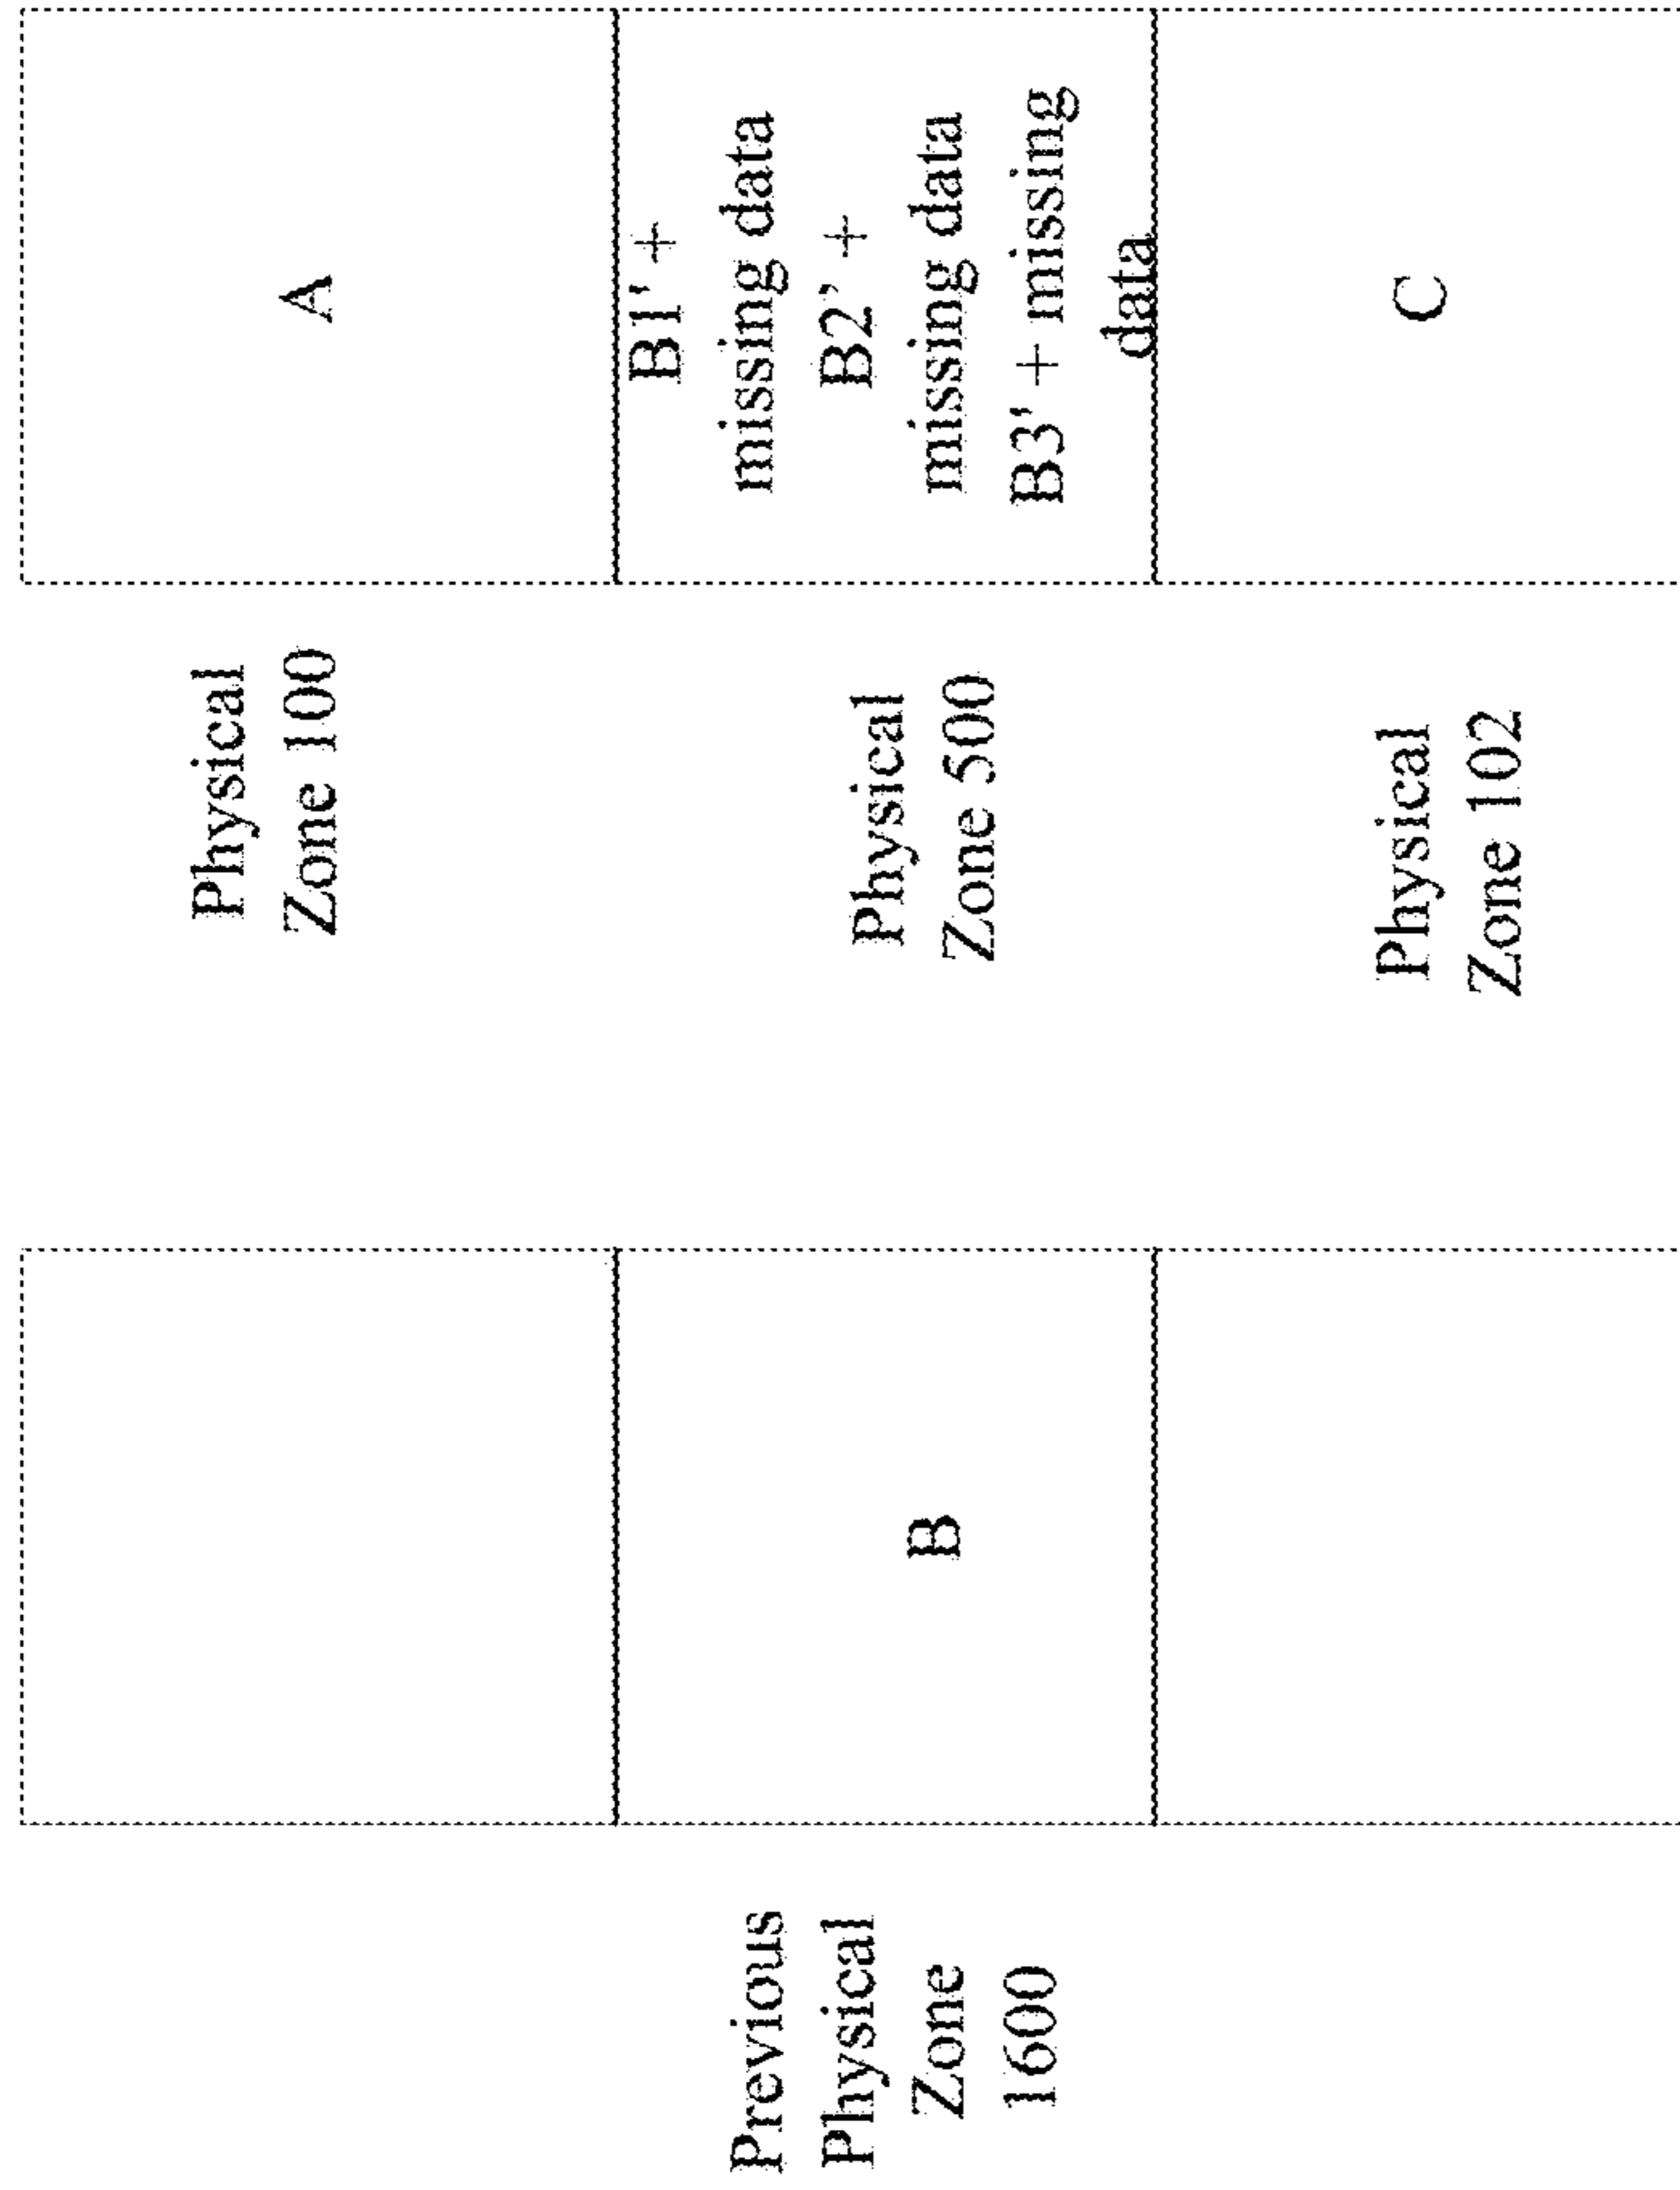 Physical
Zone 100
A
Previous
Physical
Zone
1600
B
Physical
Zone 500
B1' +
missing data
B2’ +
missing data
B3' + missing
data
Physical
Zone 102
C